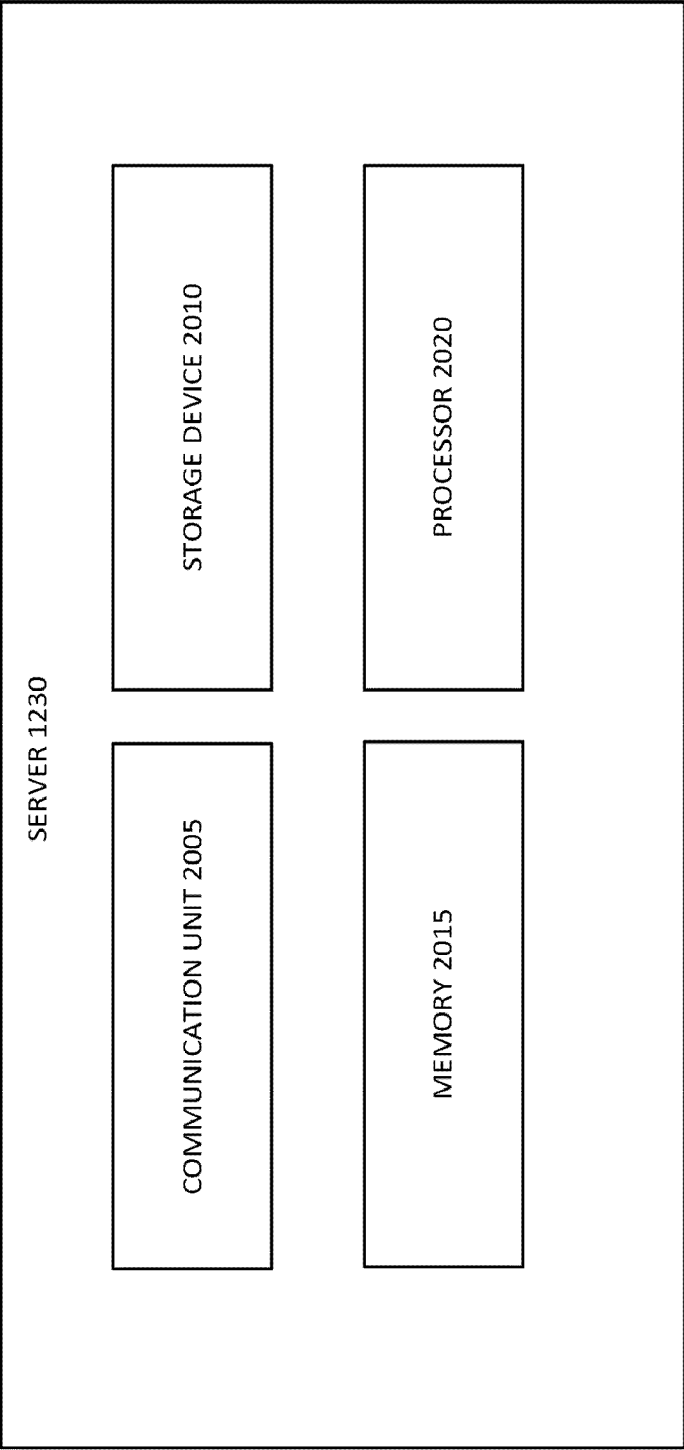 SERVER 1230
COMMUNICATION UNIT 2005
STORAGE DEVICE 2010
MEMORY 2015
PROCESSOR 2020